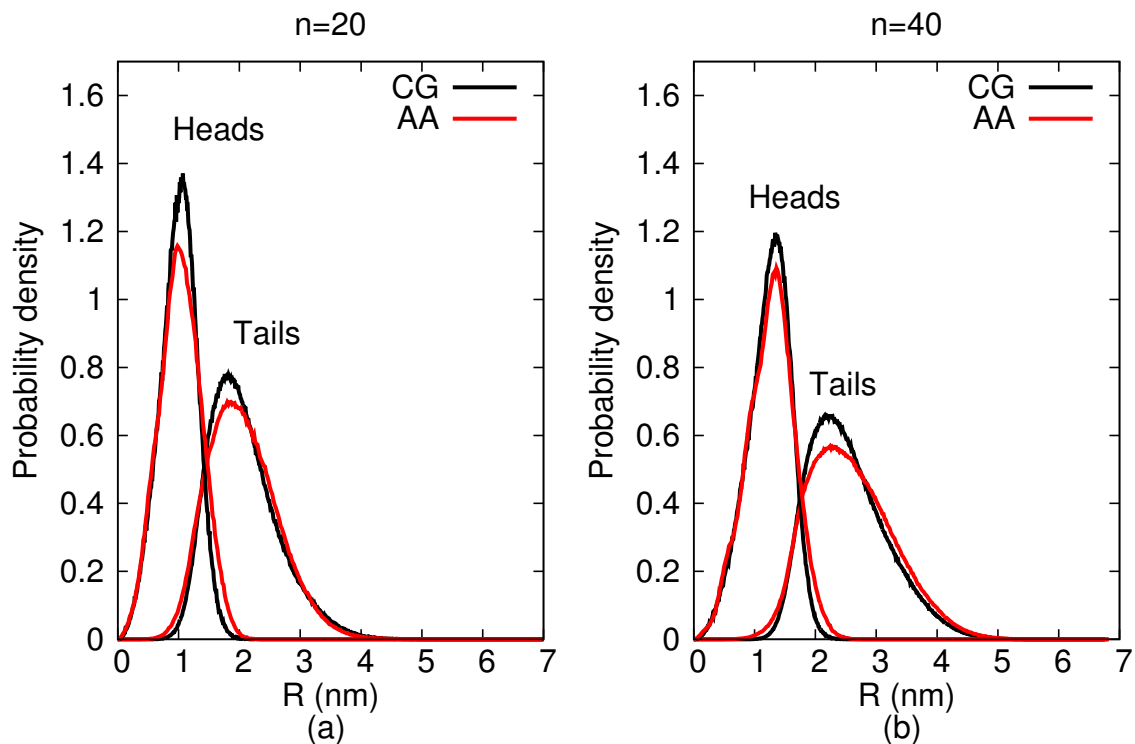 n=20
CG
AA
Heads
Tails
Probability density
0
0.2
0.4
0.6
0.8
1
1.2
1.4
1.6
0 1 2 3 4 5 6 7
R (nm)
(a)
n=40
CG
AA
Heads
Tails
Probability density
0
0.2
0.4
0.6
0.8
1
1.2
1.4
1.6
0 1 2 3 4 5 6 7
R (nm)
(b)